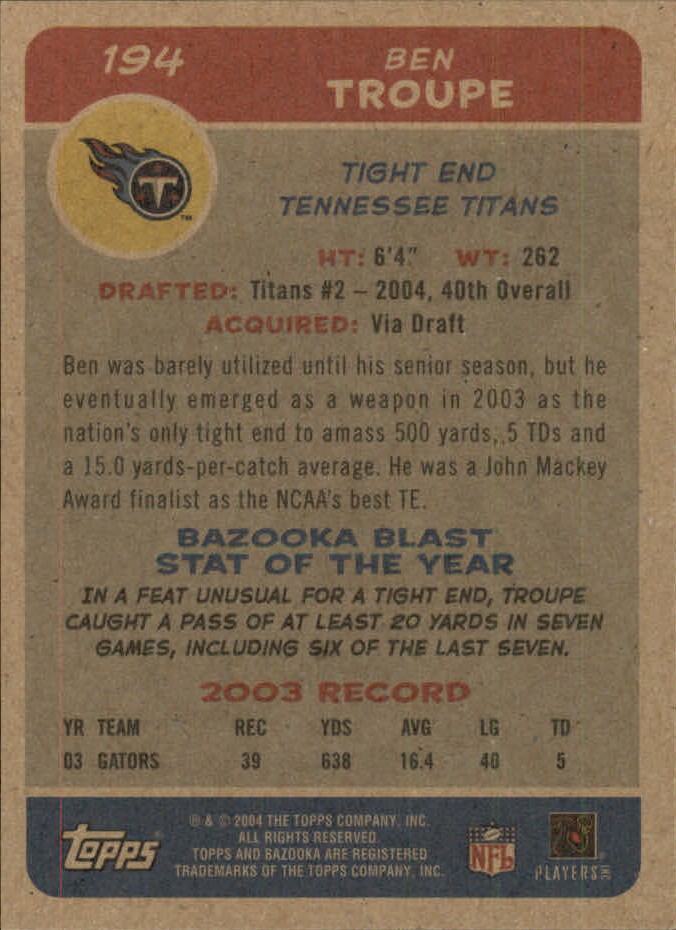 194
BEN
TROUPE
T
TM
TIGHT END
TENNESSEE TITANS
HT: 6'4" WT: 262
DRAFTED: Titans #2 – 2004, 40th Overall
ACQUIRED: Via Draft
Ben was barely utilized until his senior season, but he
eventually emerged as a weapon in 2003 as the
nation's only tight end to amass 500 yards, 5 TDs and
a 15.0 yards-per-catch average. He was a John Mackey
Award finalist as the NCAA's best TE.
BAZOOKA BLAST
STAT OF THE YEAR
IN A FEAT UNUSUAL FOR A TIGHT END, TROUPE
CAUGHT A PASS OF AT LEAST 20 YARDS IN SEVEN
GAMES, INCLUDING SIX OF THE LAST SEVEN.
2003 RECORD
YR TEAM REC YDS AVG LG TD
03 GATORS 39 638 16.4 40 5
Topps®
® & © 2004 THE TOPPS COMPANY, INC.
ALL RIGHTS RESERVED.
TOPPS AND BAZOOKA ARE REGISTERED
TRADEMARKS OF THE TOPPS COMPANY, INC.
NFL
PLAYERS INC